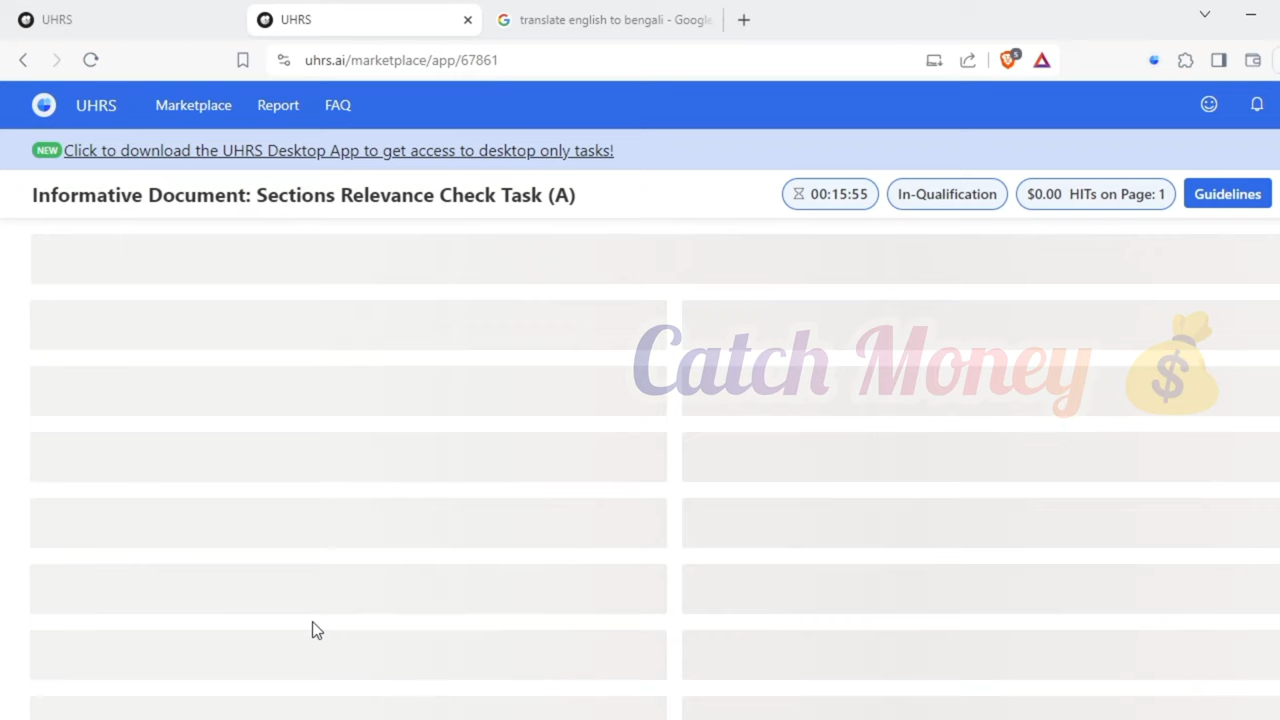 UHRS
UHRS
translate english to bengali - Google
uhrs.ai/marketplace/app/67861
5
UHRS Marketplace Report FAQ
NEW Click to download the UHRS Desktop App to get access to desktop only tasks!
Informative Document: Sections Relevance Check Task (A)
00:15:55
In-Qualification
$0.00 HITs on Page: 1
Guidelines
Catch Money